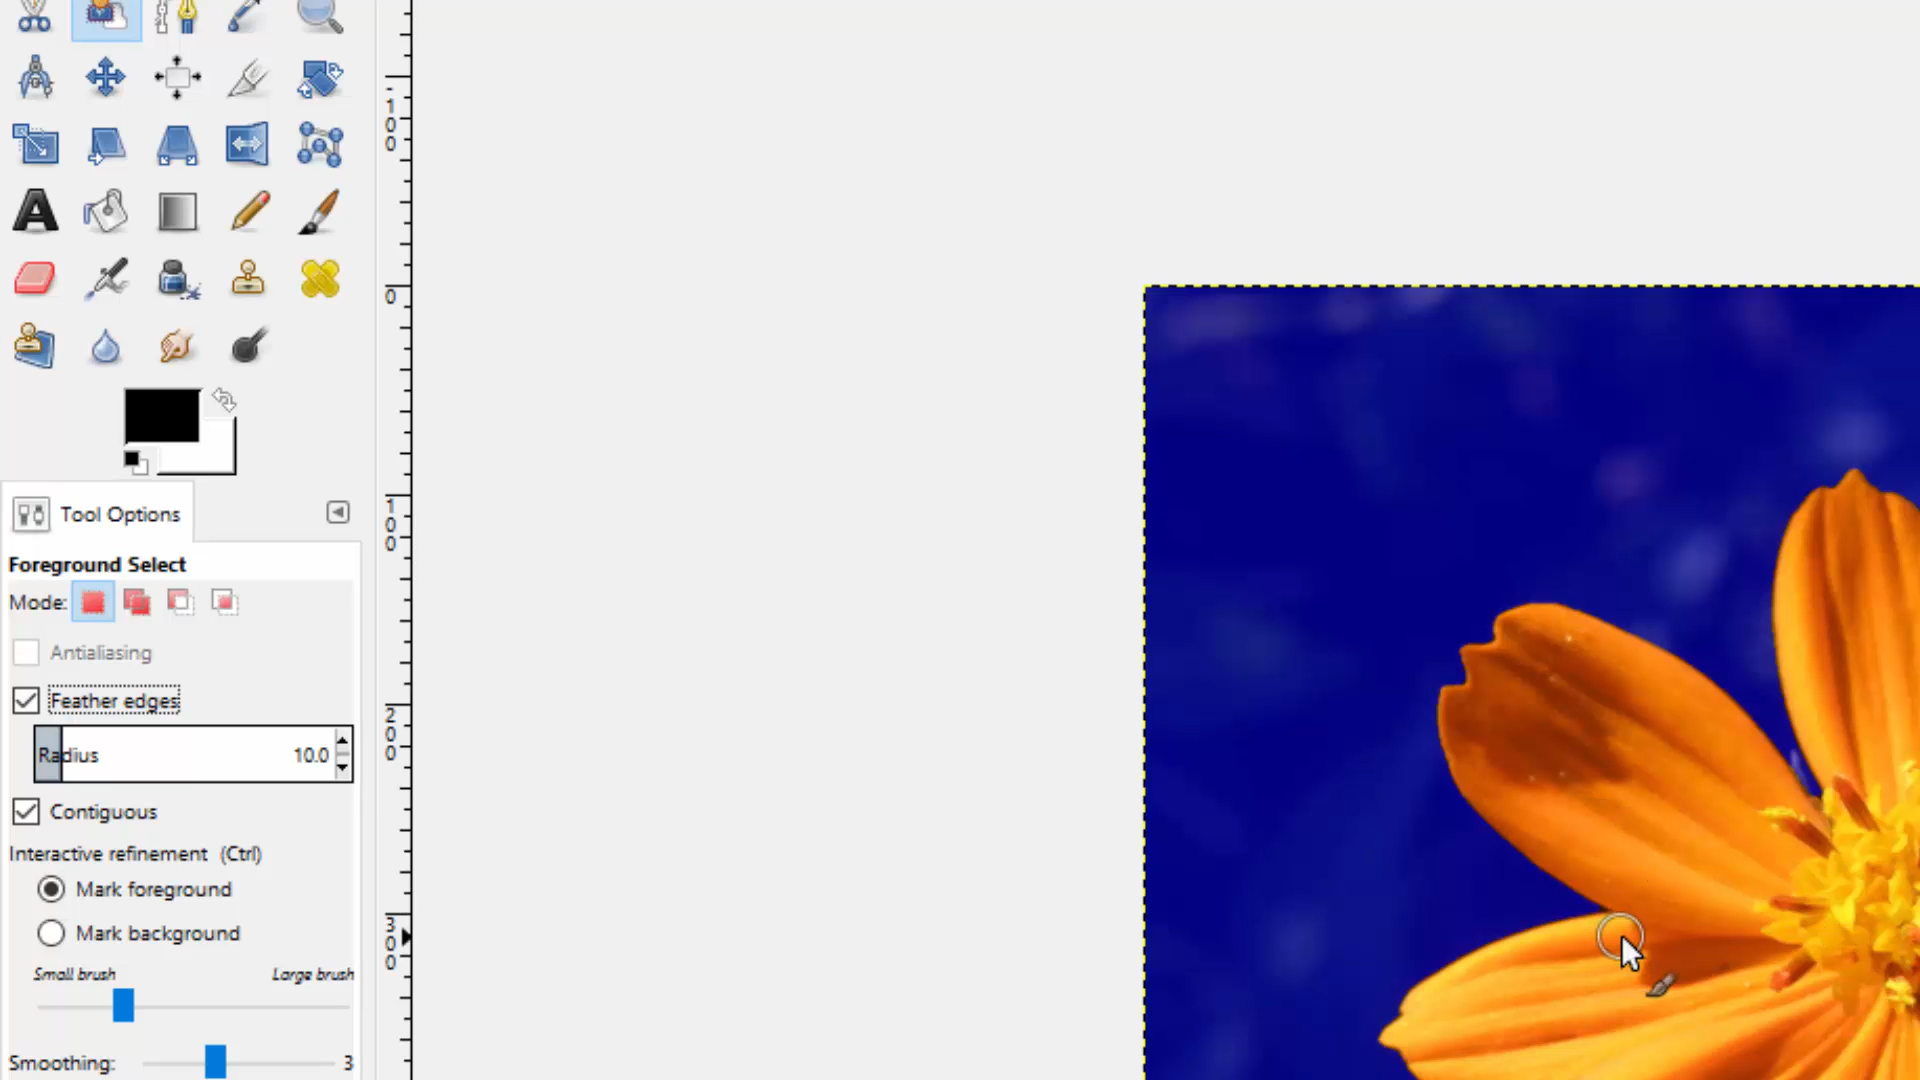 -100
0
100
200
300
Tool Options
Foreground Select
Mode:
Antialiasing
Feather edges
Radius 10.0
Contiguous
Interactive refinement (Ctrl)
Mark foreground
Mark background
Small brush Large brush
Smoothing: 3